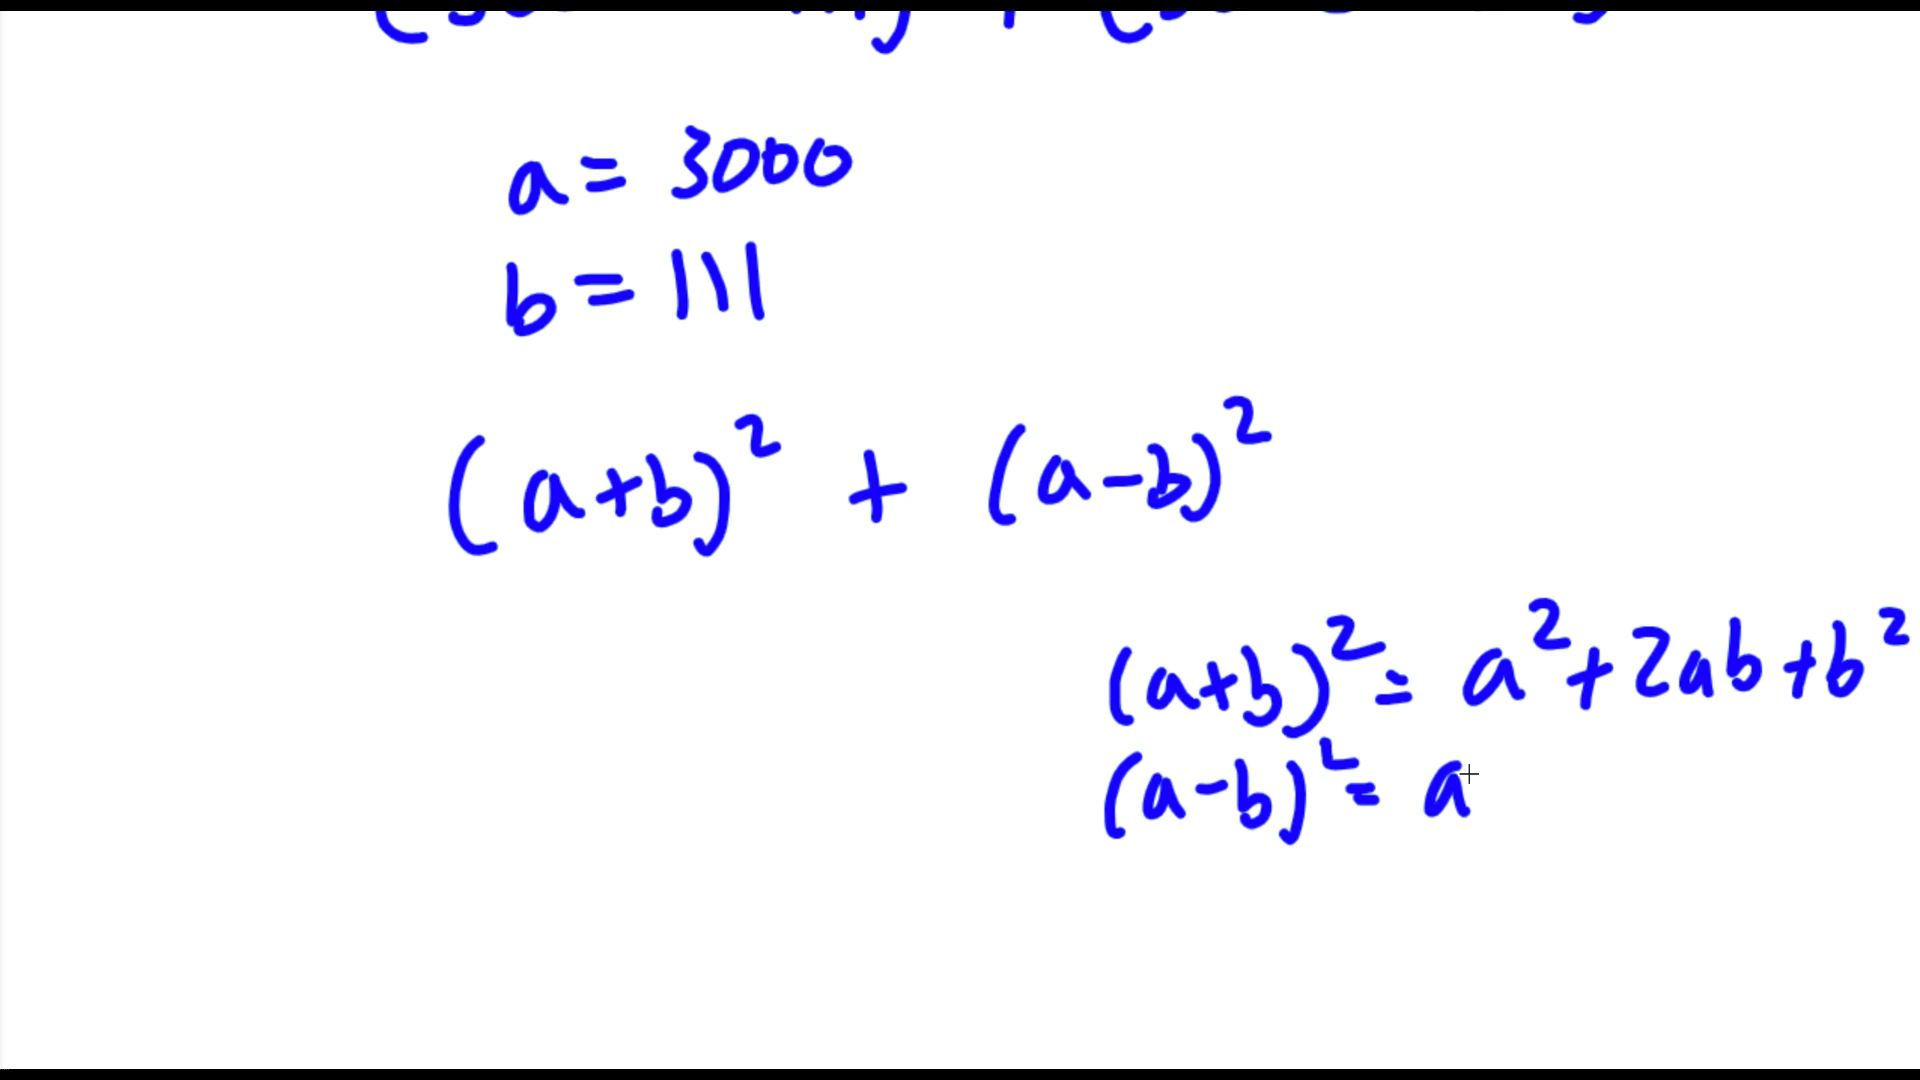 a = 3000
b = 111
(a+b)² + (a-b)²
(a+b)² = a² + 2ab + b²
(a-b)² = a